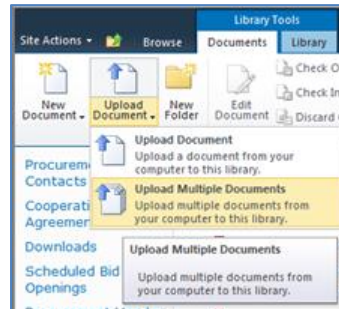 Library Tools
Site Actions Browse Documents Library
New Document
Upload Document
New Folder
Edit Document
Check O
Check In
Discard
Upload Document
Upload a document from your
computer to this library.
Upload Multiple Documents
Upload multiple documents from
your computer to this library.
Procurem
Contacts
Cooperati
Agreemen
Downloads
Scheduled Bid
Openings
Upload Multiple Documents
Upload multiple documents from
your computer to this library.